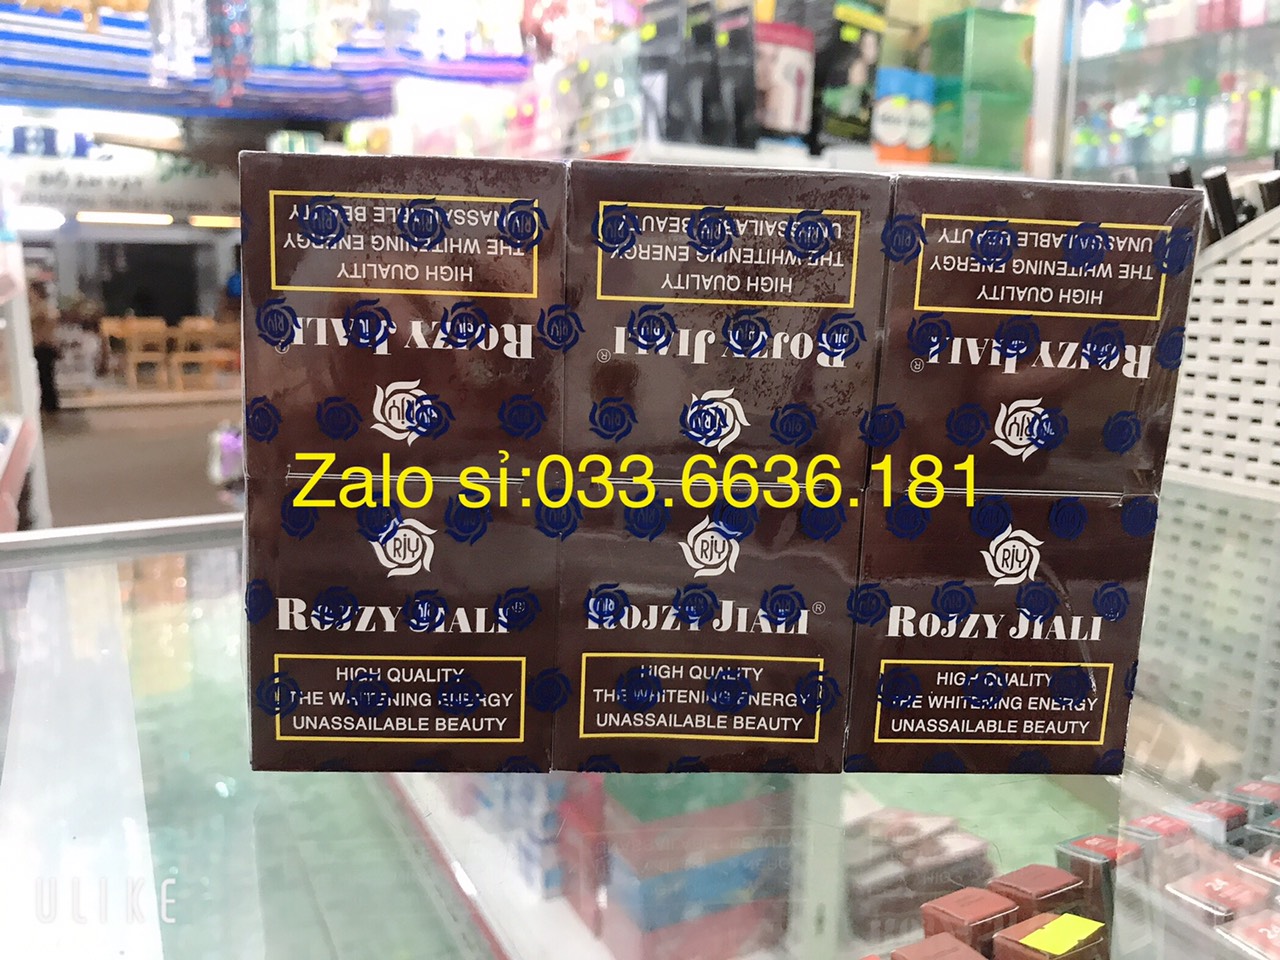 HIGH QUALITY
THE WHITENING ENERGY
UNASSAILABLE BEAUTY
ROJZY JIALI®
RJY
HIGH QUALITY
THE WHITENING ENERGY
UNASSAILABLE BEAUTY
ROJZY JIALI®
RJY
HIGH QUALITY
THE WHITENING ENERGY
UNASSAILABLE BEAUTY
ROJZY JIALI®
RJY
Zalo sỉ:033.6636.181
RJY
ROJZY JIALI®
HIGH QUALITY
THE WHITENING ENERGY
UNASSAILABLE BEAUTY
RJY
ROJZY JIALI®
HIGH QUALITY
THE WHITENING ENERGY
UNASSAILABLE BEAUTY
RJY
ROJZY JIALI®
HIGH QUALITY
THE WHITENING ENERGY
UNASSAILABLE BEAUTY
ULIKE